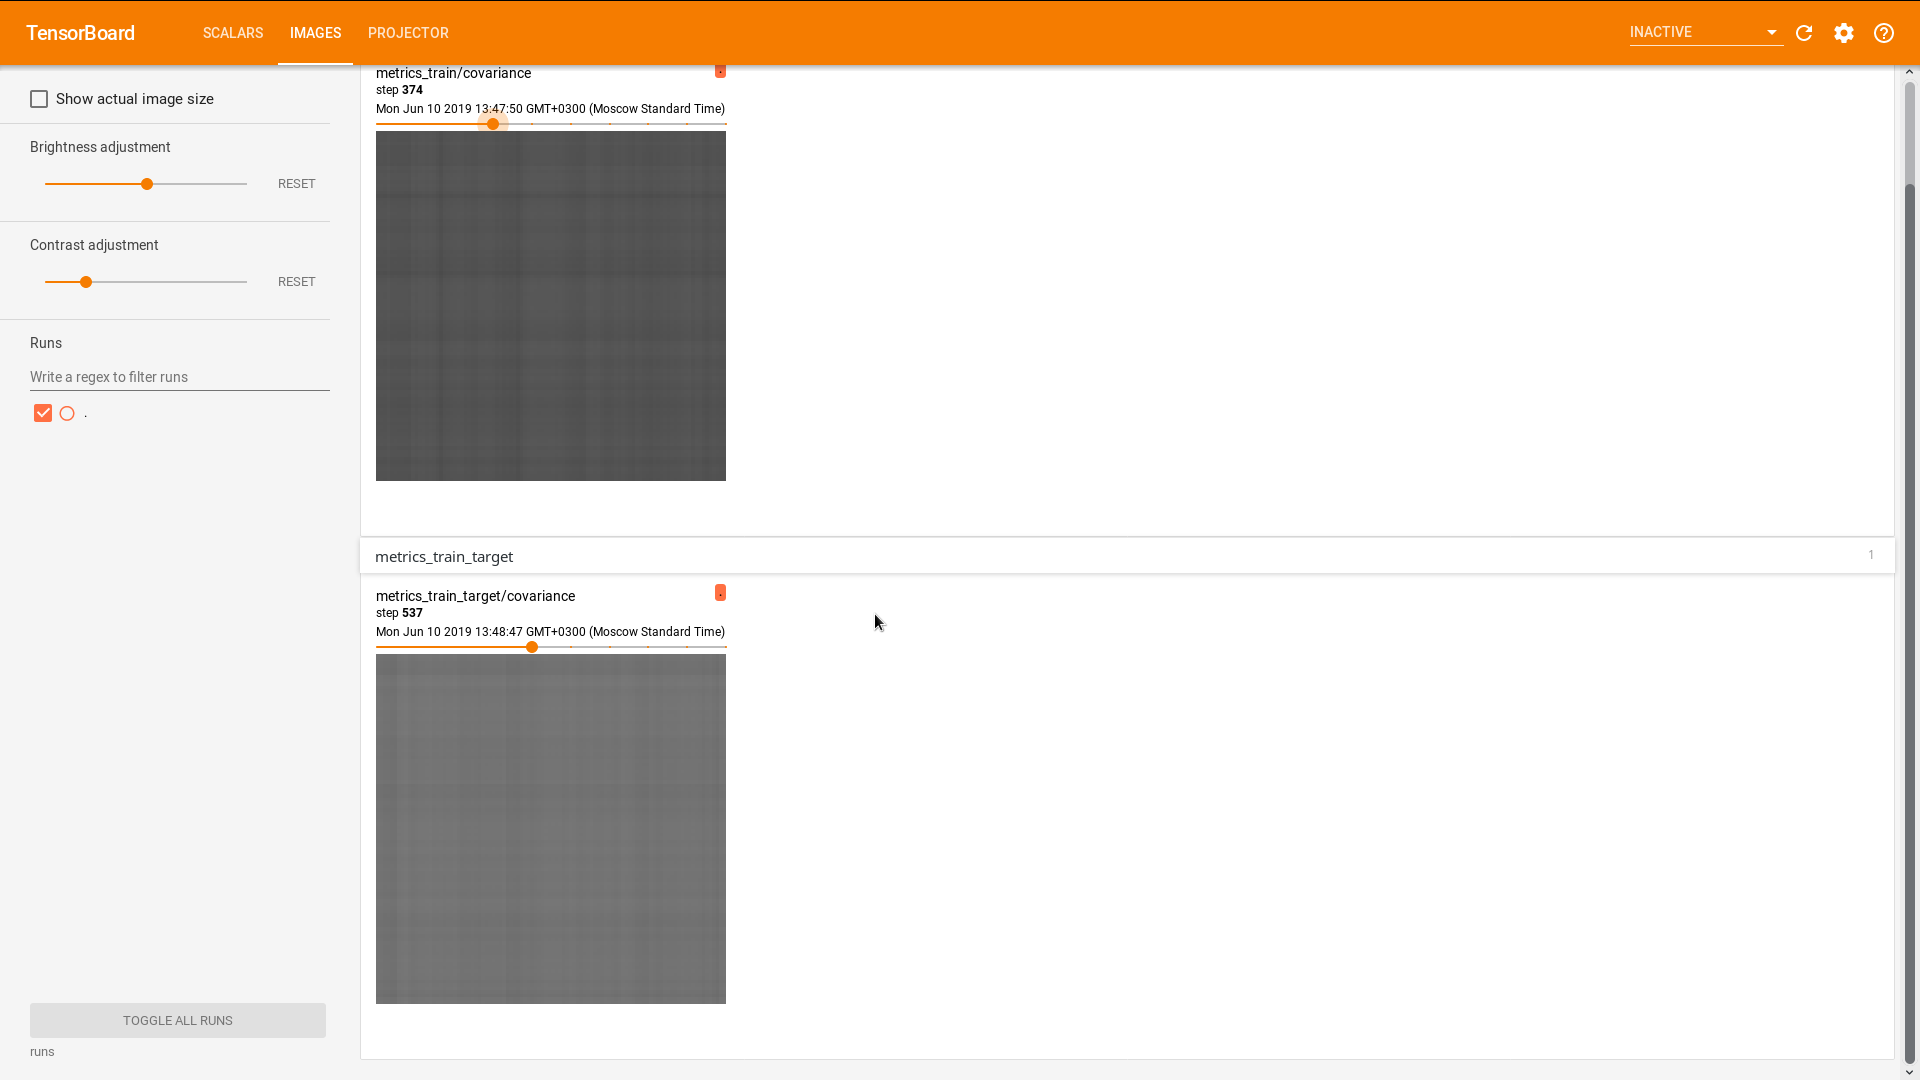 TensorBoard
SCALARS
IMAGES
PROJECTOR
INACTIVE
Show actual image size
Brightness adjustment
RESET
Contrast adjustment
RESET
Runs
Write a regex to filter runs
.
TOGGLE ALL RUNS
runs
metrics_train/covariance
.
step 374
Mon Jun 10 2019 13:47:50 GMT+0300 (Moscow Standard Time)
metrics_train_target
1
metrics_train_target/covariance
.
step 537
Mon Jun 10 2019 13:48:47 GMT+0300 (Moscow Standard Time)